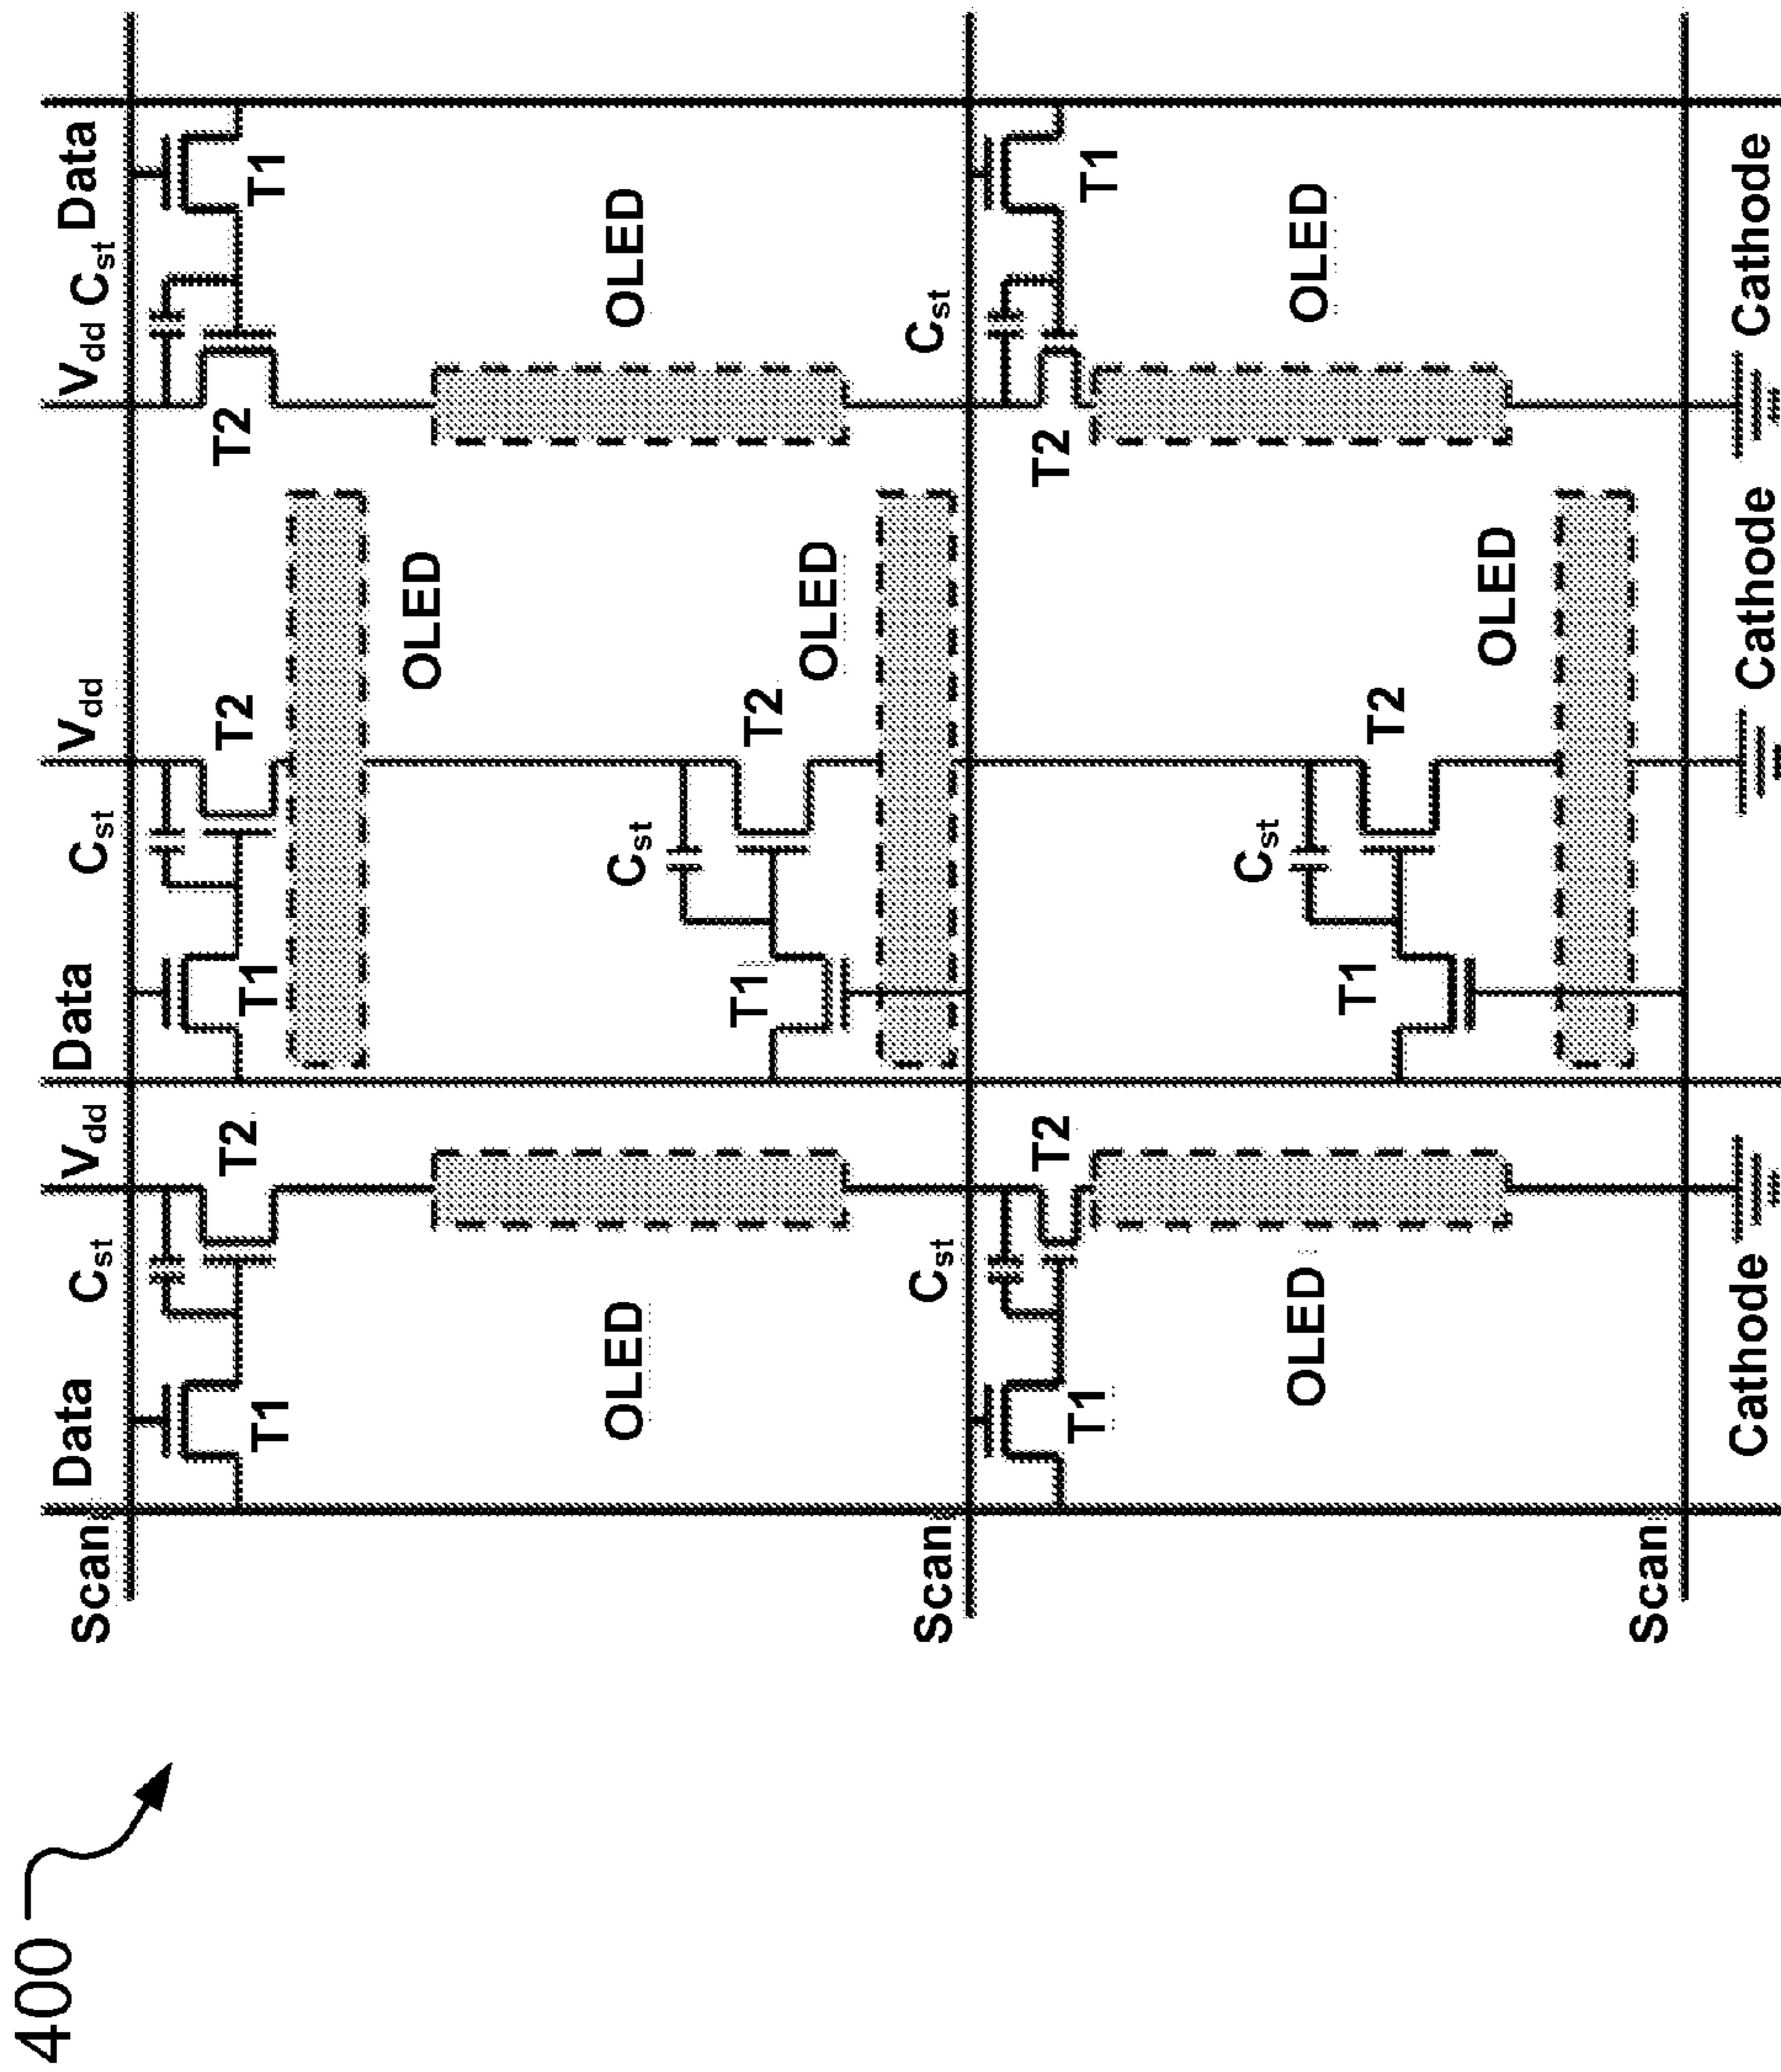 400
Scan Data Cst Vdd Data Cst Vdd Vdd Cst Data
T1 T2 T1 T2 T2 T1
OLED
OLED Cst OLED
T1 T2
OLED
Scan Cst Cst
T1 T2 T2 T1
Cst
OLED OLED
T1 T2
OLED
Scan
Cathode Cathode Cathode